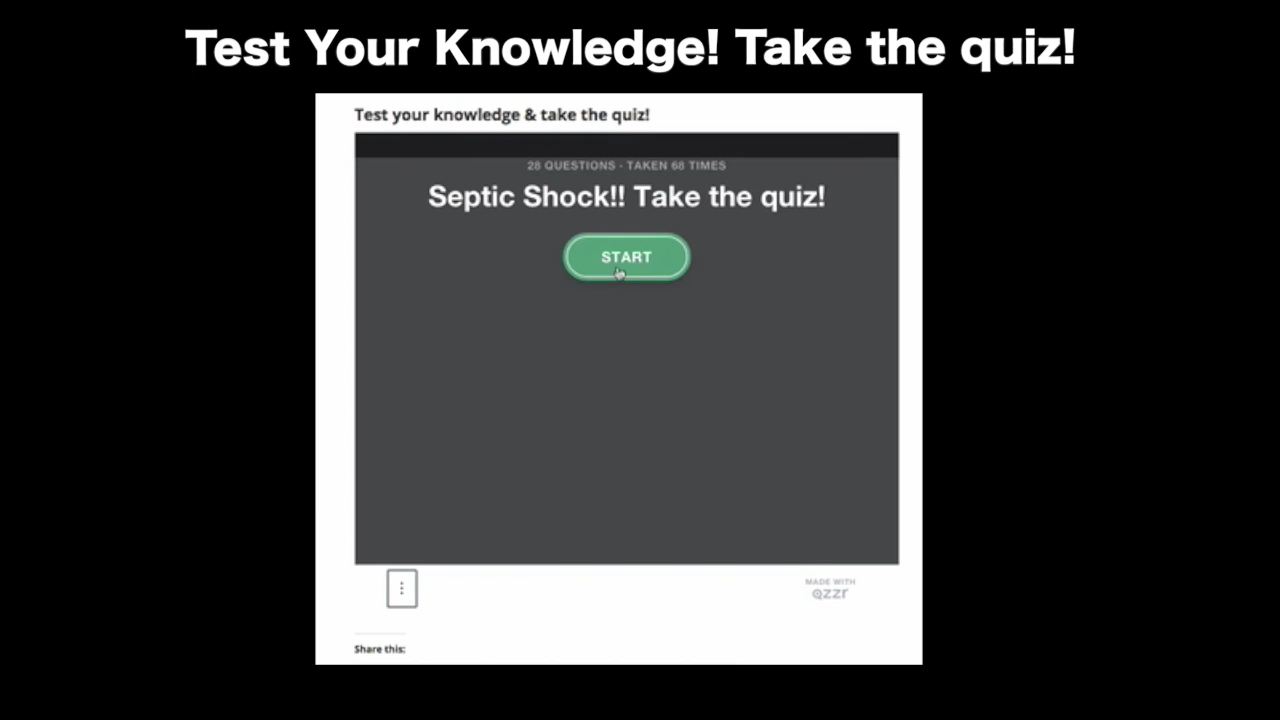 Test Your Knowledge! Take the quiz!
Test your knowledge & take the quiz!
28 QUESTIONS - TAKEN 68 TIMES
Septic Shock!! Take the quiz!
START
MADE WITH
qzzr
Share this: